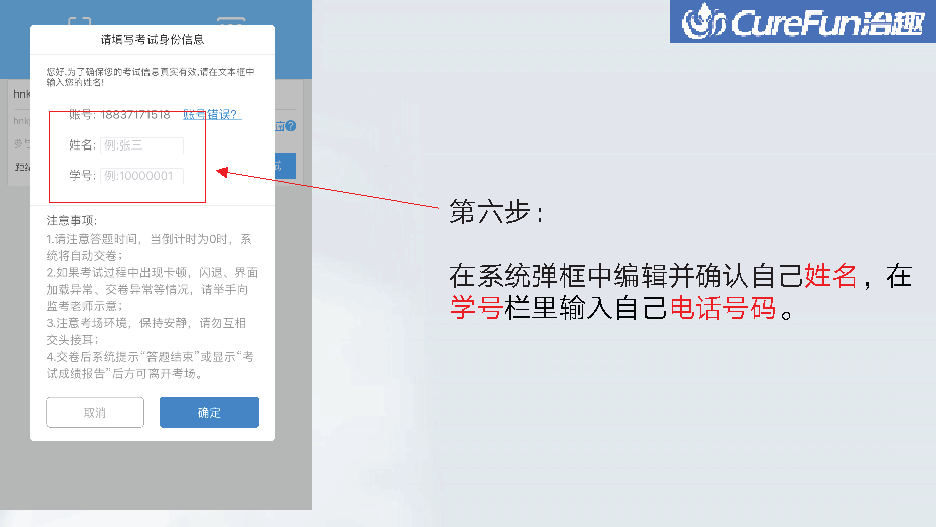 CureFun治趣
请填写考试身份信息
您好,为了确保您的考试信息真实有效,请在文本框中
输入您的姓名!
hnk
账号: 18837171518 账号错误?
姓名: 例:张三
学号: 例:10000001
注意事项:
1.请注意答题时间，当倒计时为0时，系
统将自动交卷；
2.如果考试过程中出现卡顿，闪退、界面
加载异常、交卷异常等情况，请举手向
监考老师示意；
3.注意考场环境，保持安静，请勿互相
交头接耳；
4.交卷后系统提示“答题结束”或显示“考
试成绩报告”后方可离开考场。
取消
确定
第六步：
在系统弹框中编辑并确认自己姓名，在
学号栏里输入自己电话号码。